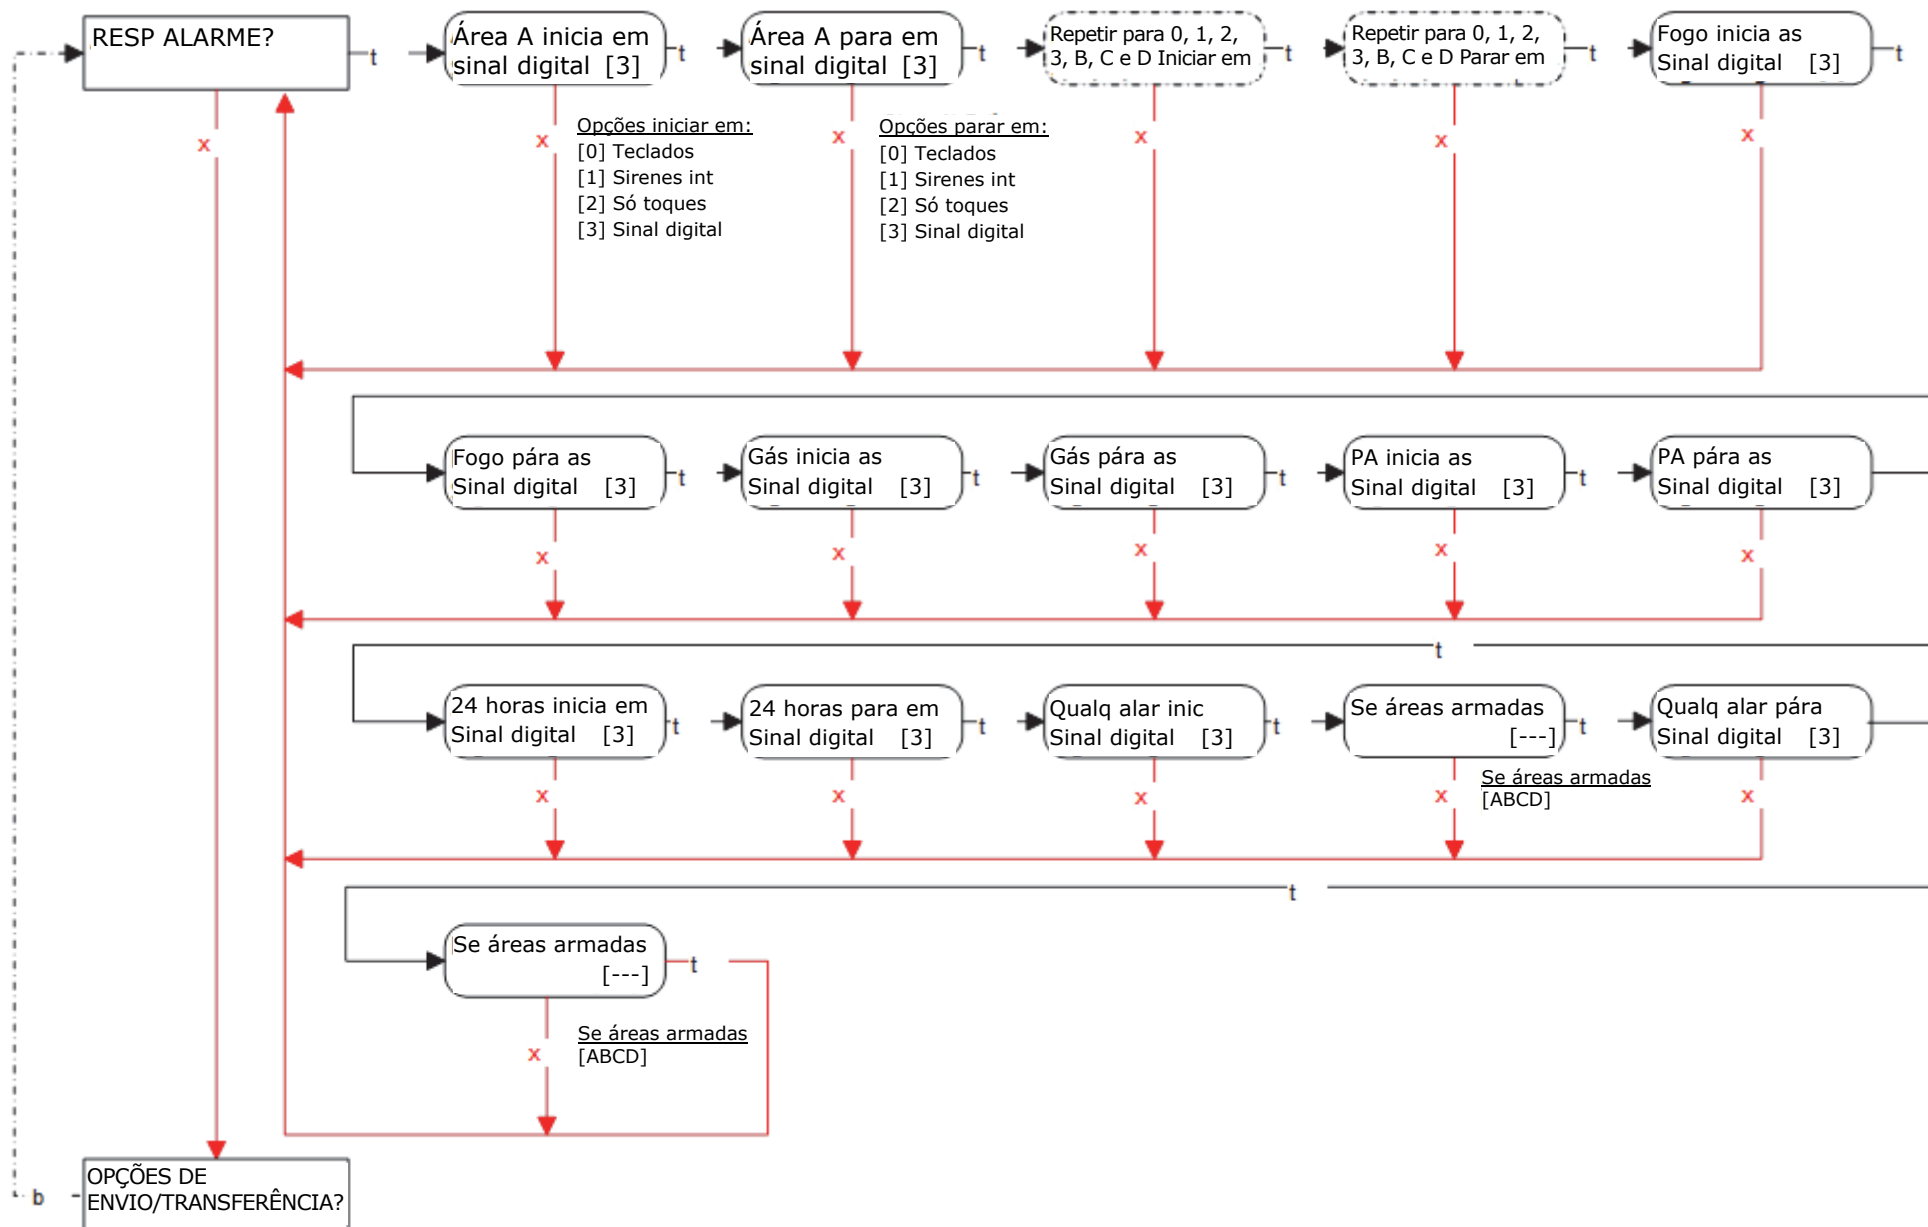 RESP ALARME?
t
Área A inicia em
sinal digital [3]
t
Área A para em
sinal digital [3]
t
Repetir para 0, 1, 2,
3, B, C e D Iniciar em
t
Repetir para 0, 1, 2,
3, B, C e D Parar em
t
Fogo inicia as
Sinal digital [3]
t
x
x
Opções iniciar em:
[0] Teclados
[1] Sirenes int
[2] Só toques
[3] Sinal digital
x
Opções parar em:
[0] Teclados
[1] Sirenes int
[2] Só toques
[3] Sinal digital
x
x
x
Fogo pára as
Sinal digital [3]
t
Gás inicia as
Sinal digital [3]
t
Gás pára as
Sinal digital [3]
t
PA inicia as
Sinal digital [3]
t
PA pára as
Sinal digital [3]
x
x
x
x
x
t
24 horas inicia em
Sinal digital [3]
t
24 horas para em
Sinal digital [3]
t
Qualq alar inic
Sinal digital [3]
t
Se áreas armadas
[---]
t
Qualq alar pára
Sinal digital [3]
x
x
x
x
Se áreas armadas
[ABCD]
x
t
Se áreas armadas
[---]
t
x
Se áreas armadas
[ABCD]
b
OPÇÕES DE
ENVIO/TRANSFERÊNCIA?